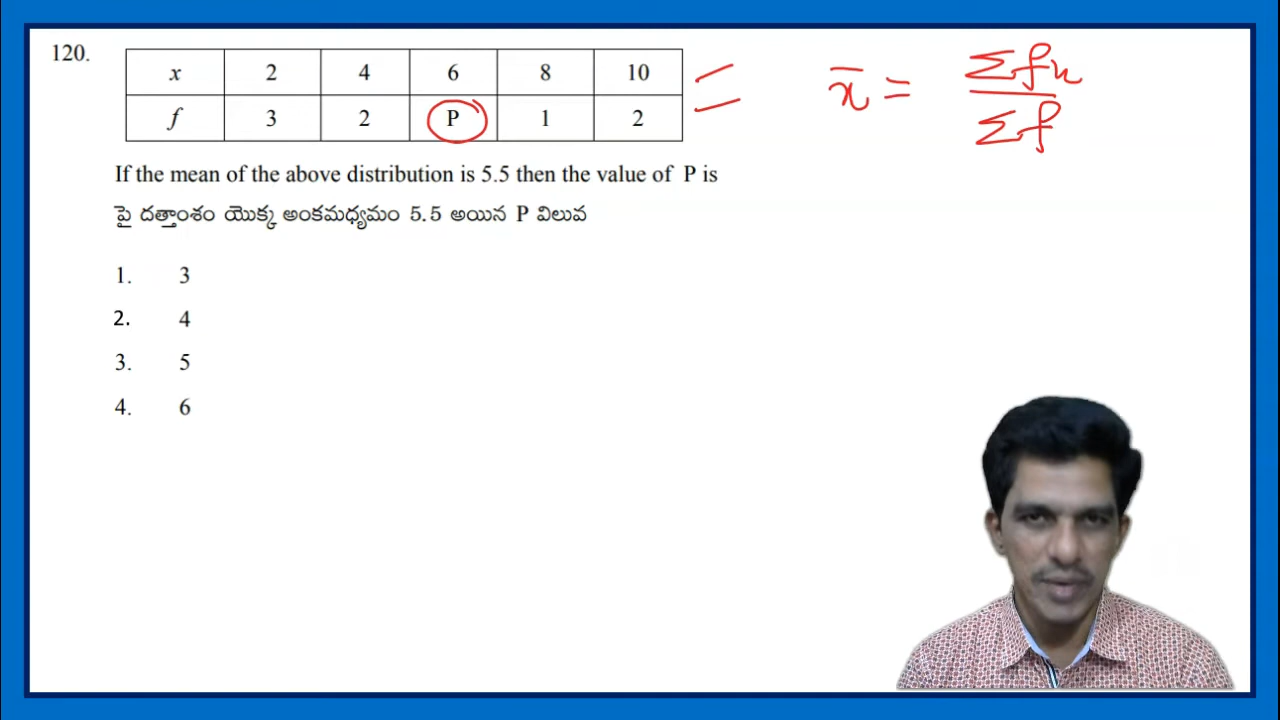 120.
x 2 4 6 8 10
f 3 2 P 1 2
x̄ = Σfx / Σf
If the mean of the above distribution is 5.5 then the value of P is
పై దత్తాంశం యొక్క అంకమధ్యమం 5.5 అయిన P విలువ
1. 3
2. 4
3. 5
4. 6